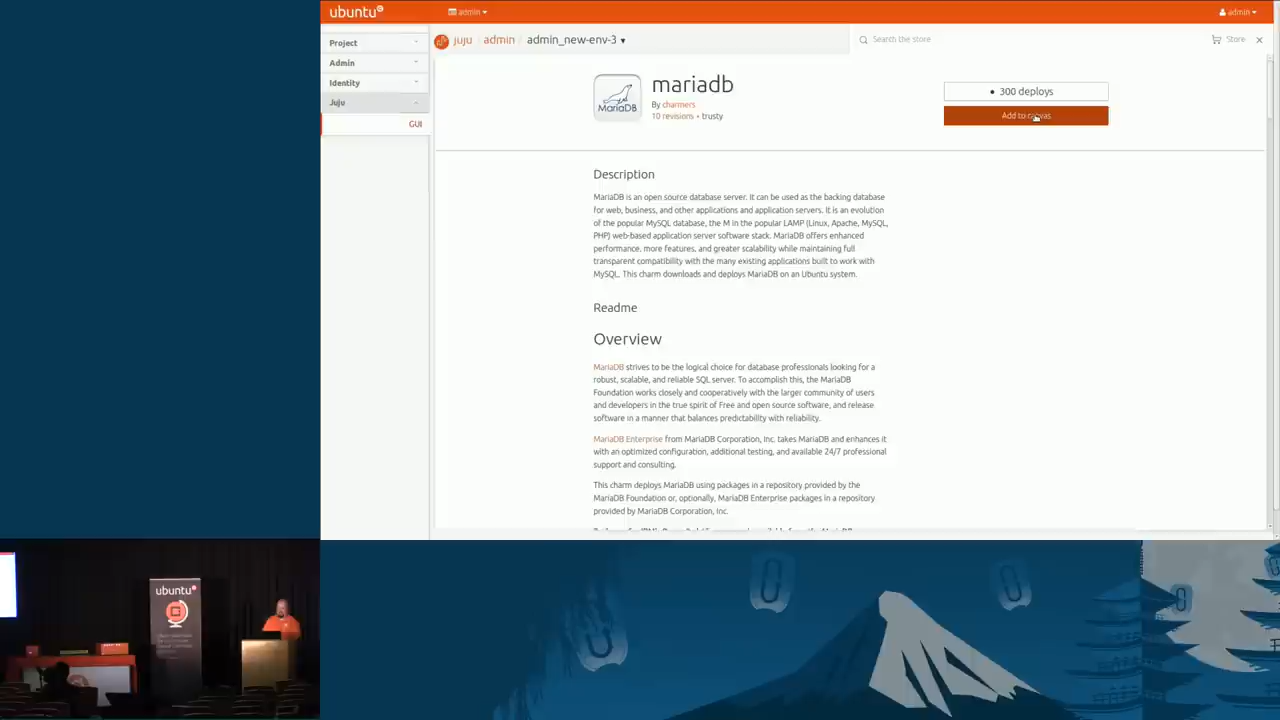 ubuntu
admin
admin
Project
Admin
Identity
Juju
GUI
juju
admin
admin_new-env-3
Search the store
Store
MariaDB
mariadb
By charmers
10 revisions • trusty
• 300 deploys
Add to canvas
Description
MariaDB is an open source database server. It can be used as the backing database
for web, business, and other applications and application servers. It is an evolution
of the popular MySQL database, the M in the popular LAMP (Linux, Apache, MySQL,
PHP) web-based application server software stack. MariaDB offers enhanced
performance, more features, and greater scalability while maintaining full
transparent compatibility with the many existing applications built to work with
MySQL. This charm downloads and deploys MariaDB on an Ubuntu system.
Readme
Overview
MariaDB strives to be the logical choice for database professionals looking for a
robust, scalable, and reliable SQL server. To accomplish this, the MariaDB
Foundation works closely and cooperatively with the larger community of users
and developers in the true spirit of Free and open source software, and release
software in a manner that balances predictability with reliability.
MariaDB Enterprise from MariaDB Corporation, Inc. takes MariaDB and enhances it
with an optimized configuration, additional testing, and available 24/7 professional
support and consulting.
This charm deploys MariaDB using packages in a repository provided by the
MariaDB Foundation or, optionally, MariaDB Enterprise packages in a repository
provided by MariaDB Corporation, Inc.
ubuntu